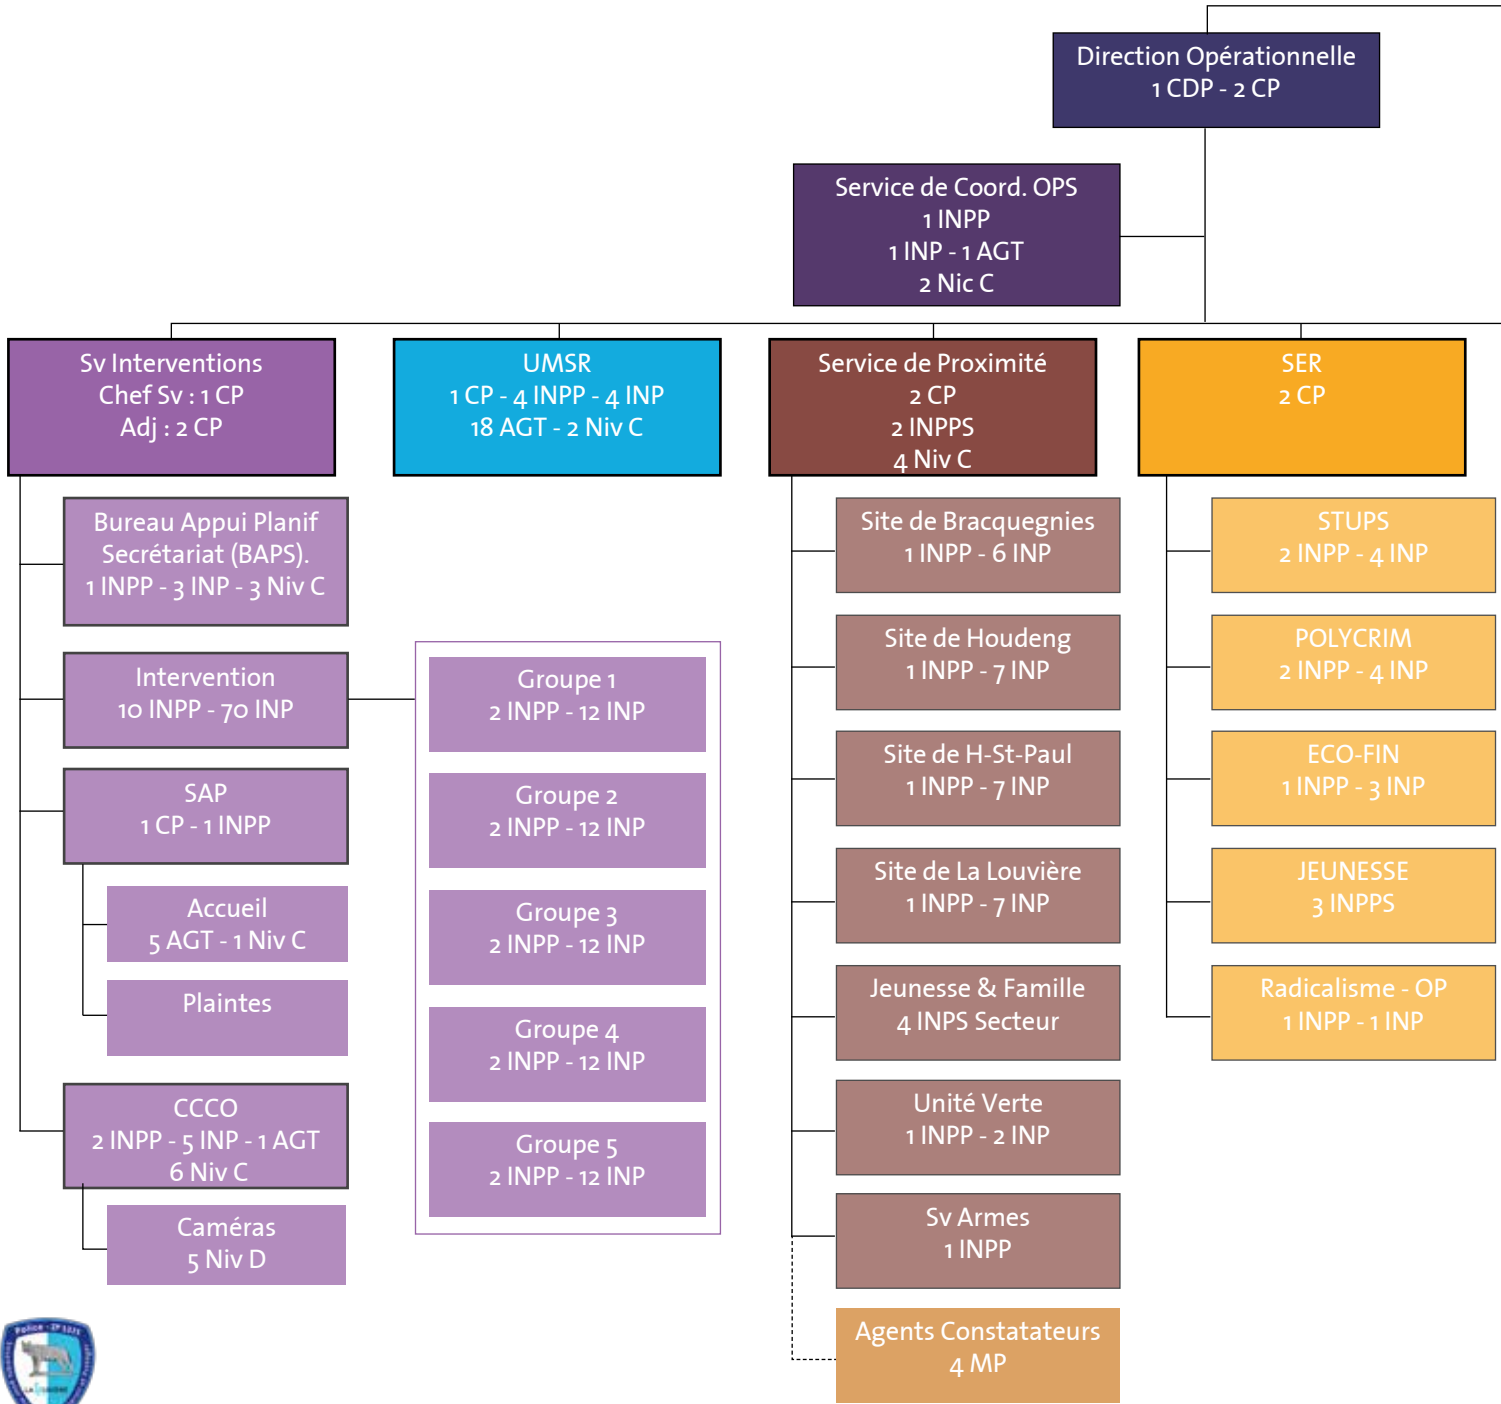 Direction Opérationnelle
1 CDP - 2 CP
Service de Coord. OPS
1 INPP
1 INP - 1 AGT
2 Nic C
Sv Interventions
Chef Sv : 1 CP
Adj : 2 CP
Bureau Appui Planif
Secrétariat (BAPS).
1 INPP - 3 INP - 3 Niv C
Intervention
10 INPP - 70 INP
Groupe 1
2 INPP - 12 INP
Groupe 2
2 INPP - 12 INP
Groupe 3
2 INPP - 12 INP
Groupe 4
2 INPP - 12 INP
Groupe 5
2 INPP - 12 INP
SAP
1 CP - 1 INPP
Accueil
5 AGT - 1 Niv C
Plaintes
CCCO
2 INPP - 5 INP - 1 AGT
6 Niv C
Caméras
5 Niv D
UMSR
1 CP - 4 INPP - 4 INP
18 AGT - 2 Niv C
Service de Proximité
2 CP
2 INPPS
4 Niv C
Site de Bracquegnies
1 INPP - 6 INP
Site de Houdeng
1 INPP - 7 INP
Site de H-St-Paul
1 INPP - 7 INP
Site de La Louvière
1 INPP - 7 INP
Jeunesse & Famille
4 INPS Secteur
Unité Verte
1 INPP - 2 INP
Sv Armes
1 INPP
Agents Constatateurs
4 MP
SER
2 CP
STUPS
2 INPP - 4 INP
POLYCRIM
2 INPP - 4 INP
ECO-FIN
1 INPP - 3 INP
JEUNESSE
3 INPPS
Radicalisme - OP
1 INPP - 1 INP